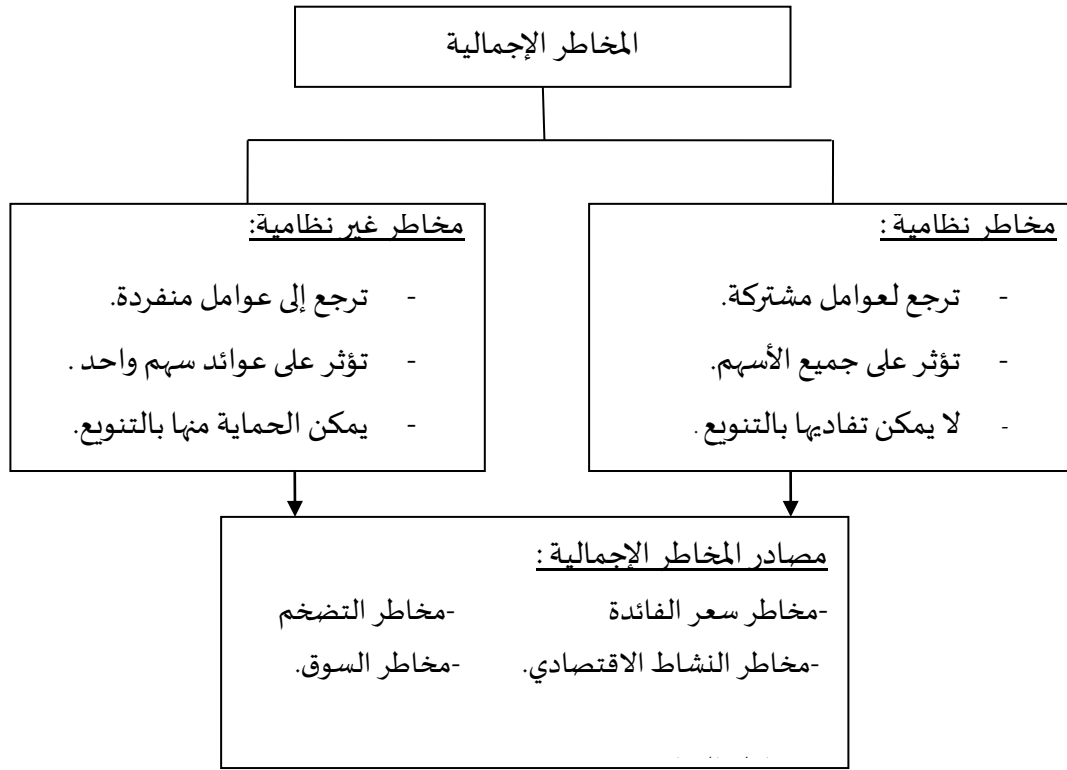 المخاطر الإجمالية
مخاطر نظامية :
- ترجع لعوامل مشتركة.
- تؤثر على جميع الأسهم.
- لا يمكن تفاديها بالتنويع .
مخاطر غير نظامية:
- ترجع إلى عوامل منفردة.
- تؤثر على عوائد سهم واحد .
- يمكن الحماية منها بالتنويع.
مصادر المخاطر الإجمالية :
-مخاطر سعر الفائدة -مخاطر التضخم
-مخاطر النشاط الاقتصادي. -مخاطر السوق.